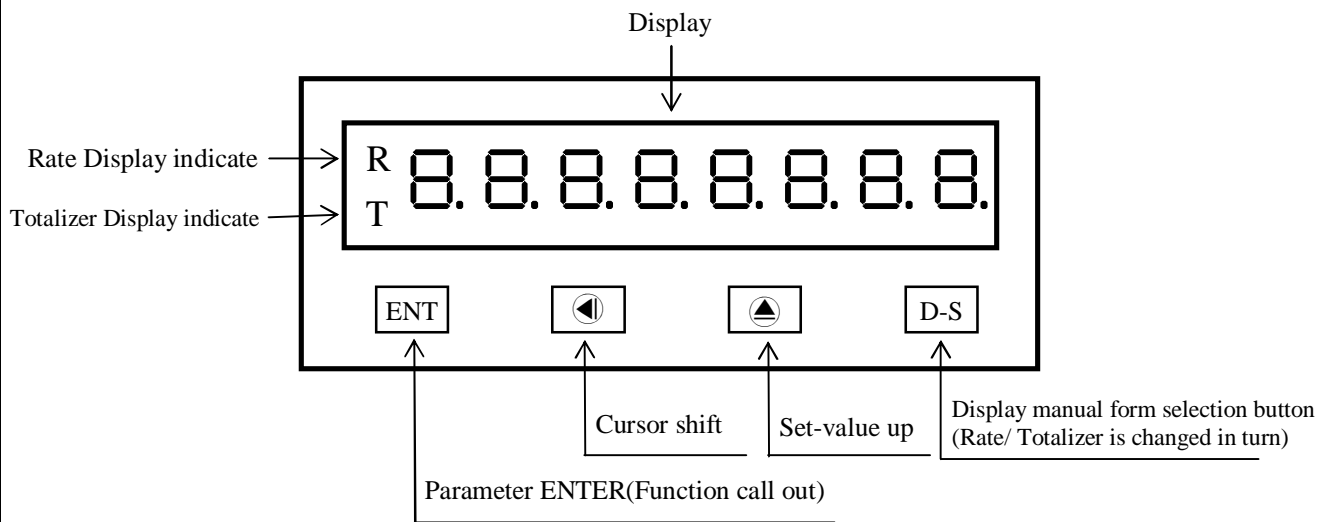 Display
Rate Display indicate
R
8.8.8.8.8.8.8.8.
Totalizer Display indicate
T
ENT
D-S
Cursor shift
Set-value up
Display manual form selection button
(Rate/ Totalizer is changed in turn)
Parameter ENTER(Function call out)